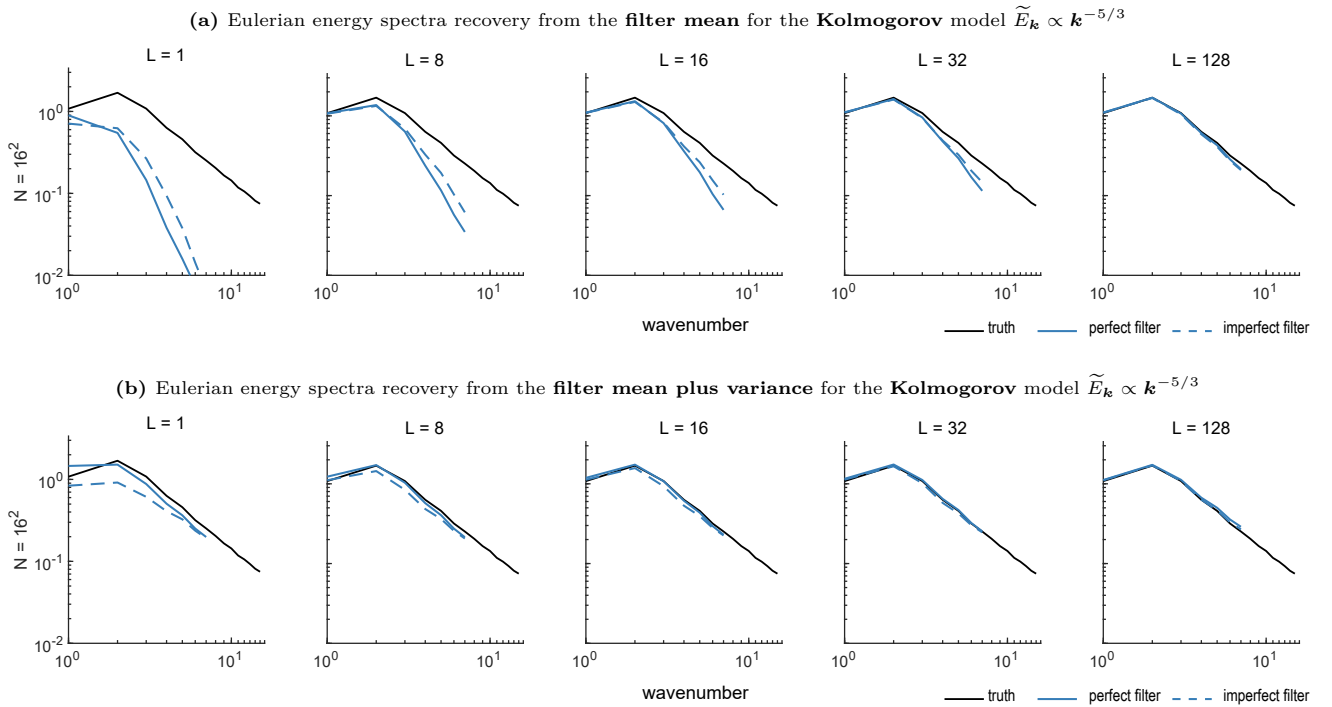 (a) Eulerian energy spectra recovery from the filter mean for the Kolmogorov model Ẽₖ ∝ k^{-5/3}
L = 1
L = 8
L = 16
L = 32
L = 128
N = 16²
10⁰
10⁻¹
10⁻²
10⁰ 10¹ 10⁰ 10¹ 10⁰ 10¹ 10⁰ 10¹ 10⁰ 10¹
wavenumber
truth perfect filter imperfect filter
(b) Eulerian energy spectra recovery from the filter mean plus variance for the Kolmogorov model Ẽₖ ∝ k^{-5/3}
L = 1
L = 8
L = 16
L = 32
L = 128
N = 16²
10⁰
10⁻¹
10⁻²
10⁰ 10¹ 10⁰ 10¹ 10⁰ 10¹ 10⁰ 10¹ 10⁰ 10¹
wavenumber
truth perfect filter imperfect filter